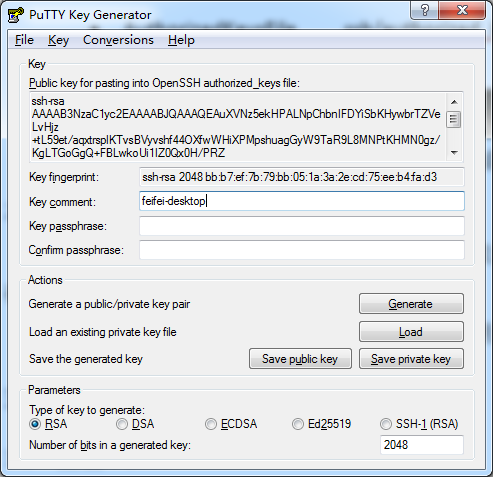 PuTTY Key Generator
File Key Conversions Help
Key
Public key for pasting into OpenSSH authorized_keys file:
ssh-rsa
AAAAB3NzaC1yc2EAAAABJQAAAQEAuXVNz5ekHPALNpChbnIFDYiSbKHywbrTZVe
LvHjz
+tL59et/aqxtrsplKTvsBVyvshf44OXfwWHiXPMpshuagGyW9TaR9L8MNPtKHMN0gz/
KgLTGoGgQ+FBLwkoUi1IZ0Qx0H/PRZ
Key fingerprint: ssh-rsa 2048 bb:b7:ef:7b:79:bb:05:1a:3a:2e:cd:75:ee:b4:fa:d3
Key comment: feifei-desktop
Key passphrase:
Confirm passphrase:
Actions
Generate a public/private key pair Generate
Load an existing private key file Load
Save the generated key Save public key Save private key
Parameters
Type of key to generate:
RSA DSA ECDSA Ed25519 SSH-1 (RSA)
Number of bits in a generated key: 2048